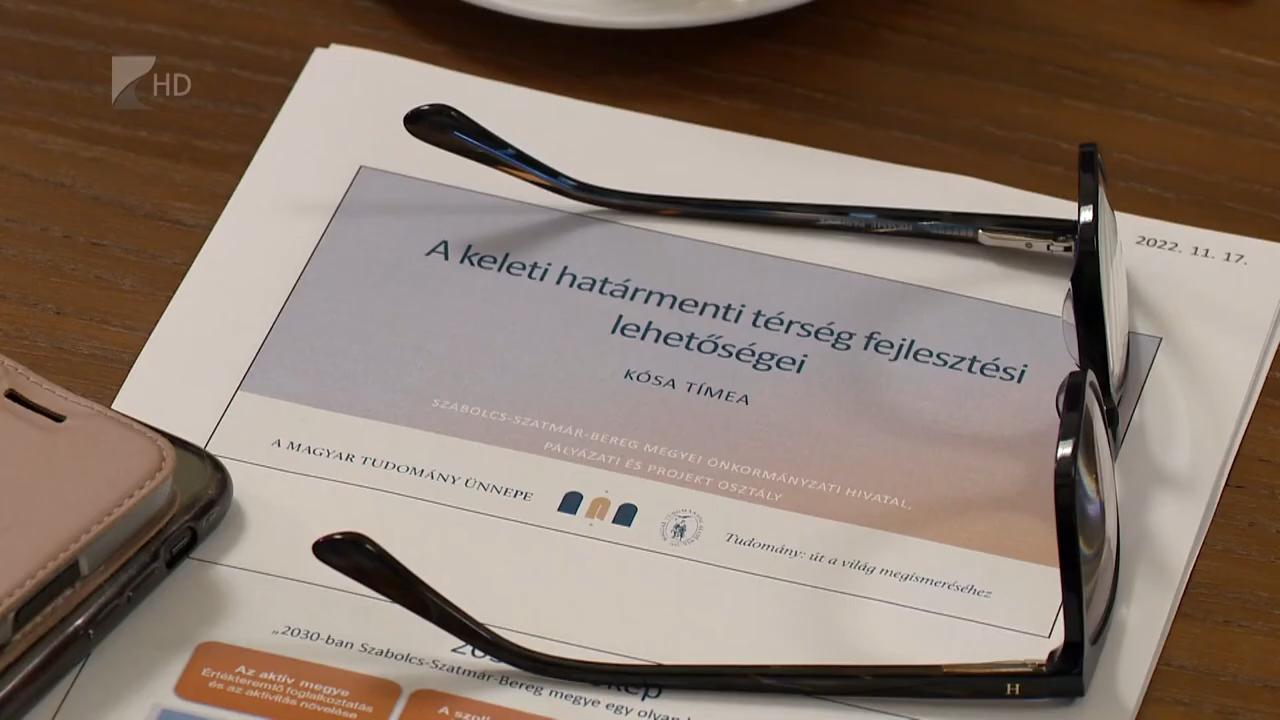 HD
2022. 11. 17.
A keleti határmenti térség fejlesztési
lehetőségei
KÓSA TÍMEA
SZABOLCS-SZATMÁR-BEREG MEGYEI ÖNKORMÁNYZATI HIVATAL,
PÁLYÁZATI ÉS PROJEKT OSZTÁLY
A MAGYAR TUDOMÁNY ÜNNEPE
Tudomány: út a világ megismeréséhez
„2030-ban Szabolcs-Szatmár-Bereg megye egy olyan
Az aktív megye
Értékteremlő foglalkoztatás
és az aktivitás növelése
A
H